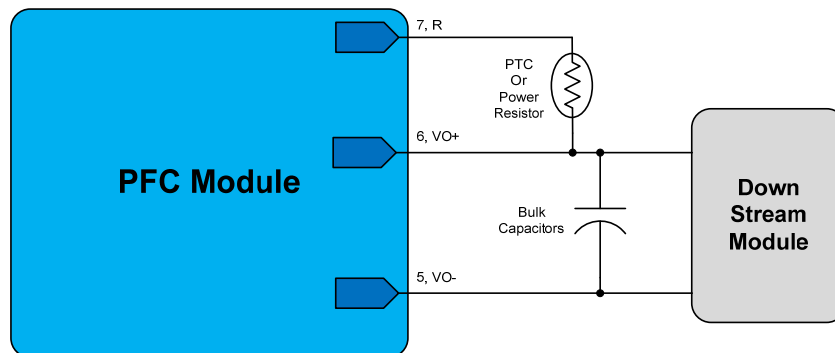 7, R
PTC
Or
Power
Resistor
6, VO+
PFC Module
Down
Stream
Module
Bulk
Capacitors
5, VO-